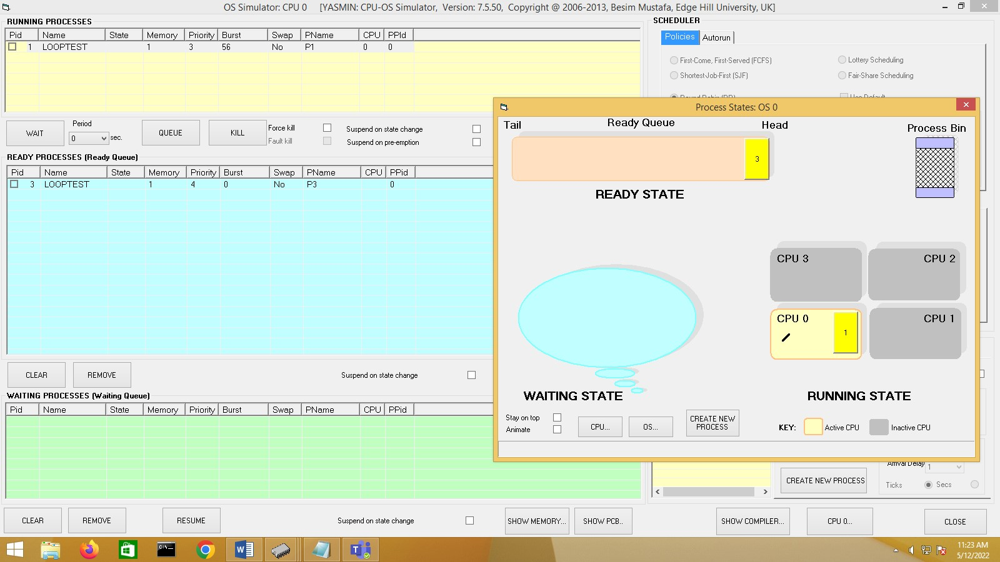 OS Simulator: CPU 0 [YASMIN: CPU-OS Simulator, Version: 7.5.50, Copyright @ 2006-2013, Besim Mustafa, Edge Hill University, UK]
RUNNING PROCESSES
Pid Name State Memory Priority Burst Swap PName CPU PPId
1 LOOPTEST 1 3 56 No P1 0 0
WAIT
Period
0 sec.
QUEUE
KILL
Force kill
Fault kill
Suspend on state change
Suspend on pre-emption
READY PROCESSES (Ready Queue)
Pid Name State Memory Priority Burst Swap PName CPU PPid
3 LOOPTEST 1 4 0 No P3 0
CLEAR
REMOVE
Suspend on state change
WAITING PROCESSES (Waiting Queue)
Pid Name State Memory Priority Burst Swap PName CPU PPid
CLEAR
REMOVE
RESUME
Suspend on state change
SHOW MEMORY...
SHOW PCB..
SCHEDULER
Policies Autorun
First-Come, First-Served (FCFS)
Lottery Scheduling
Shortest-Job-First (SJF)
Fair-Share Scheduling
Round Robin (RR)
Use Default
Process States: OS 0
Tail Ready Queue Head
Process Bin
3
READY STATE
CPU 3
CPU 2
CPU 0
1
CPU 1
WAITING STATE
RUNNING STATE
Stay on top
Animate
CPU...
OS...
CREATE NEW
PROCESS
KEY: Active CPU Inactive CPU
Arrival Delay
1
CREATE NEW PROCESS
Ticks Secs
SHOW COMPILER...
CPU 0...
CLOSE
11:23 AM
5/12/2022